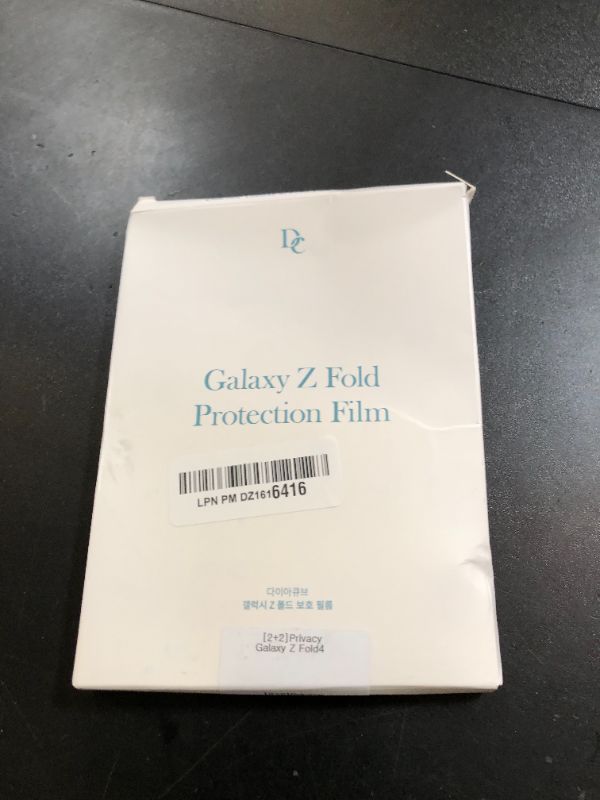 Dc
Galaxy Z Fold
Protection Film
LPN PM DZ1616416
다이아큐브
갤럭시 Z 폴드 보호 필름
[2+2]Privacy
Galaxy Z Fold4